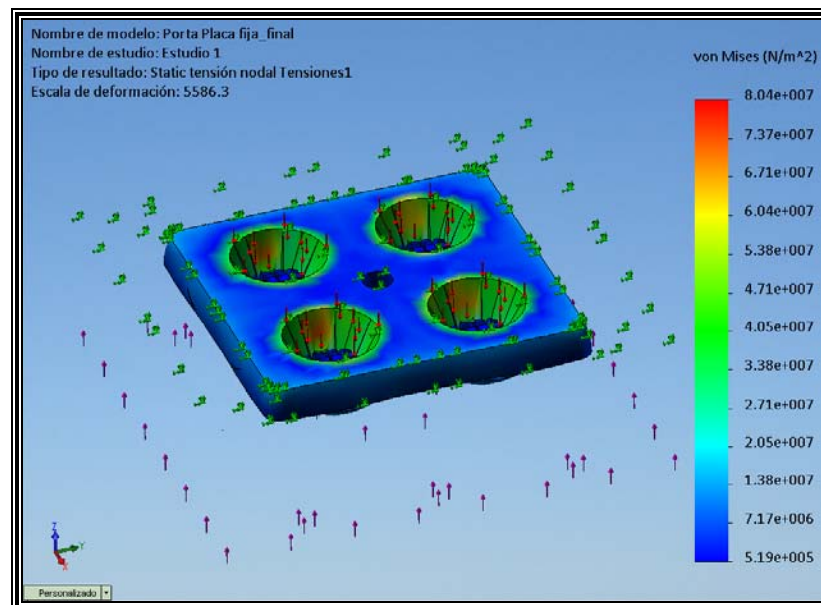 Nombre de modelo: Porta Placa fija_final
Nombre de estudio: Estudio 1
Tipo de resultado: Static tensión nodal Tensiones1
Escala de deformación: 5586.3
von Mises (N/m^2)
8.04e+007
7.37e+007
6.71e+007
6.04e+007
5.38e+007
4.71e+007
4.05e+007
3.38e+007
2.71e+007
2.05e+007
1.38e+007
7.17e+006
5.19e+005
Z
Y
X
Personalizado